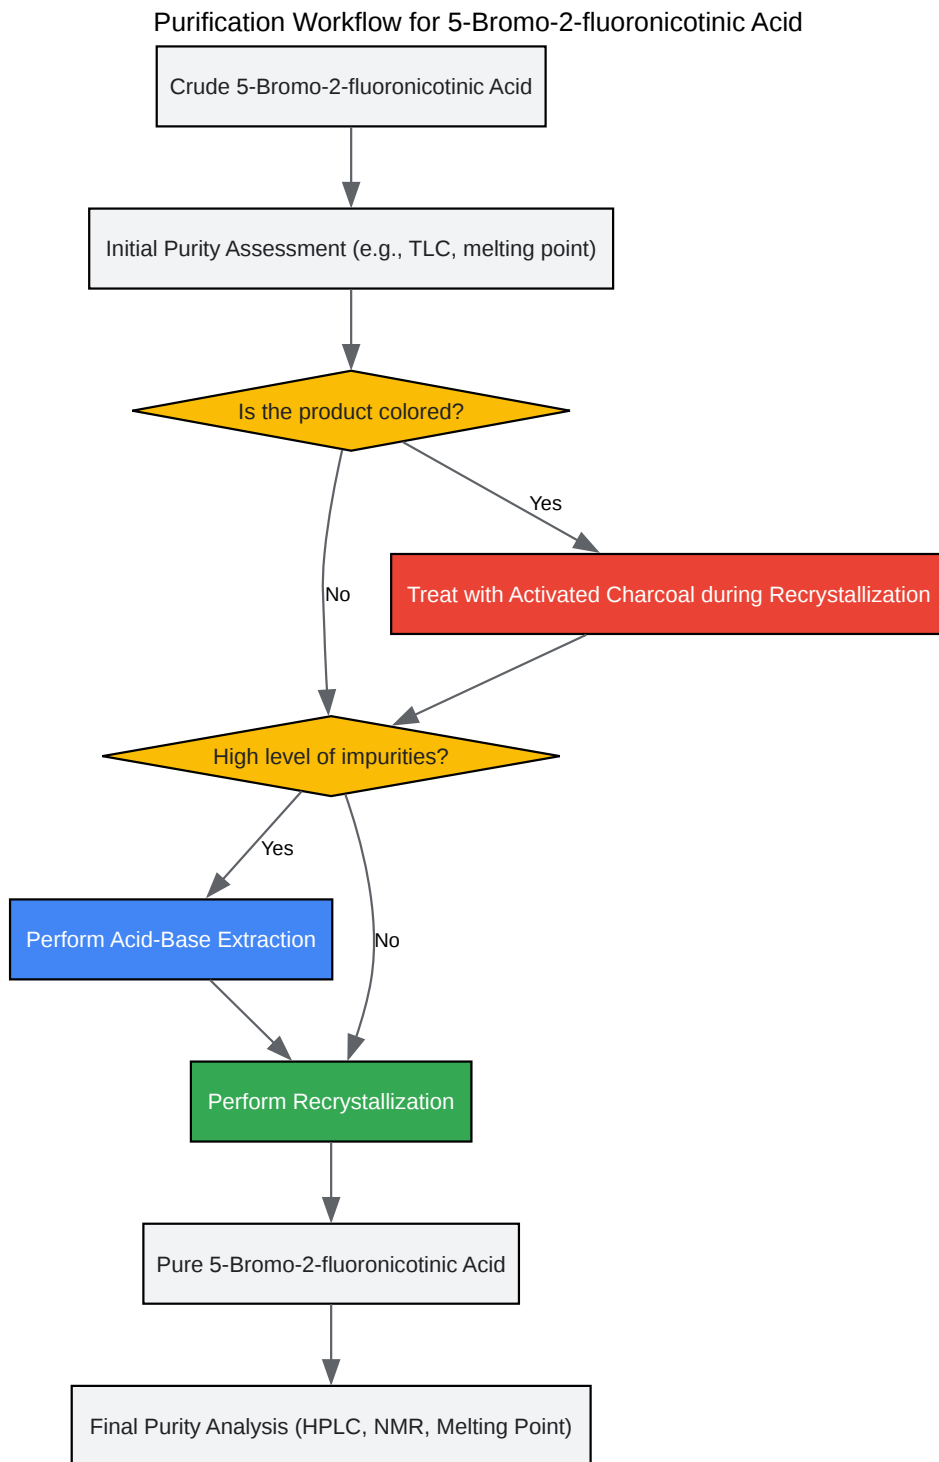 Purification Workflow for 5-Bromo-2-fluoronicotinic Acid
Crude 5-Bromo-2-fluoronicotinic Acid
Initial Purity Assessment (e.g., TLC, melting point)
Is the product colored?
Yes
No
Treat with Activated Charcoal during Recrystallization
High level of impurities?
Yes
No
Perform Acid-Base Extraction
Perform Recrystallization
Pure 5-Bromo-2-fluoronicotinic Acid
Final Purity Analysis (HPLC, NMR, Melting Point)